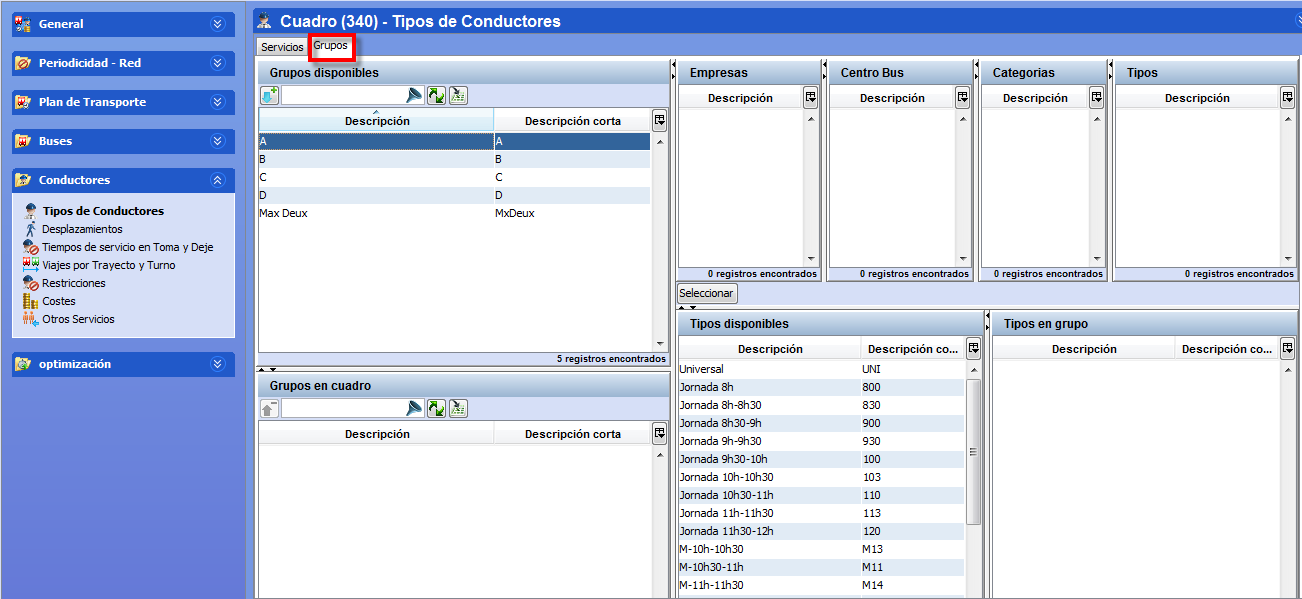 General
Periodicidad - Red
Plan de Transporte
Buses
Conductores
Tipos de Conductores
Desplazamientos
Tiempos de servicio en Toma y Deje
Viajes por Trayecto y Turno
Restricciones
Costes
Otros Servicios
optimización
Cuadro (340) - Tipos de Conductores
Servicios Grupos
Grupos disponibles
Descripción Descripción corta
A A
B B
C C
D D
Max Deux MxDeux
5 registros encontrados
Grupos en cuadro
Descripción Descripción corta
Empresas
Descripción
0 registros encontrados
Centro Bus
Descripción
0 registros encontrados
Categorias
Descripción
0 registros encontrados
Tipos
Descripción
0 registros encontrados
Seleccionar
Tipos disponibles
Descripción Descripción co...
Universal UNI
Jornada 8h 800
Jornada 8h-8h30 830
Jornada 8h30-9h 900
Jornada 9h-9h30 930
Jornada 9h30-10h 100
Jornada 10h-10h30 103
Jornada 10h30-11h 110
Jornada 11h-11h30 113
Jornada 11h30-12h 120
M-10h-10h30 M13
M-10h30-11h M11
M-11h-11h30 M14
Tipos en grupo
Descripción Descripción co...